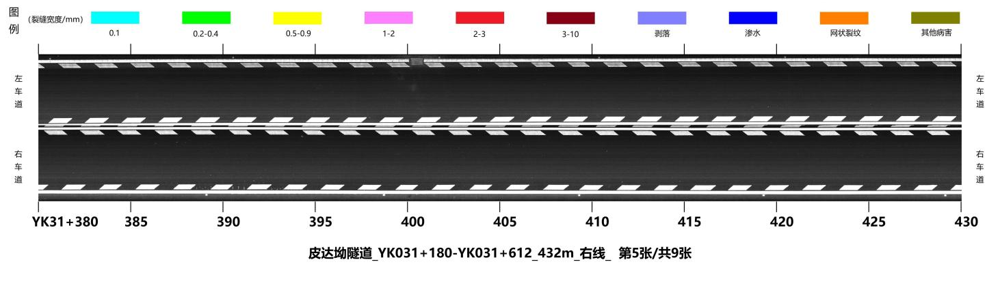 图例
(裂缝宽度/mm)
0.1 0.2-0.4 0.5-0.9 1-2 2-3 3-10 剥落 渗水 网状裂纹 其他病害
左车道 左车道
右车道 右车道
YK31+380 385 390 395 400 405 410 415 420 425 430
皮达坳隧道_YK031+180-YK031+612_432m_右线_ 第5张/共9张